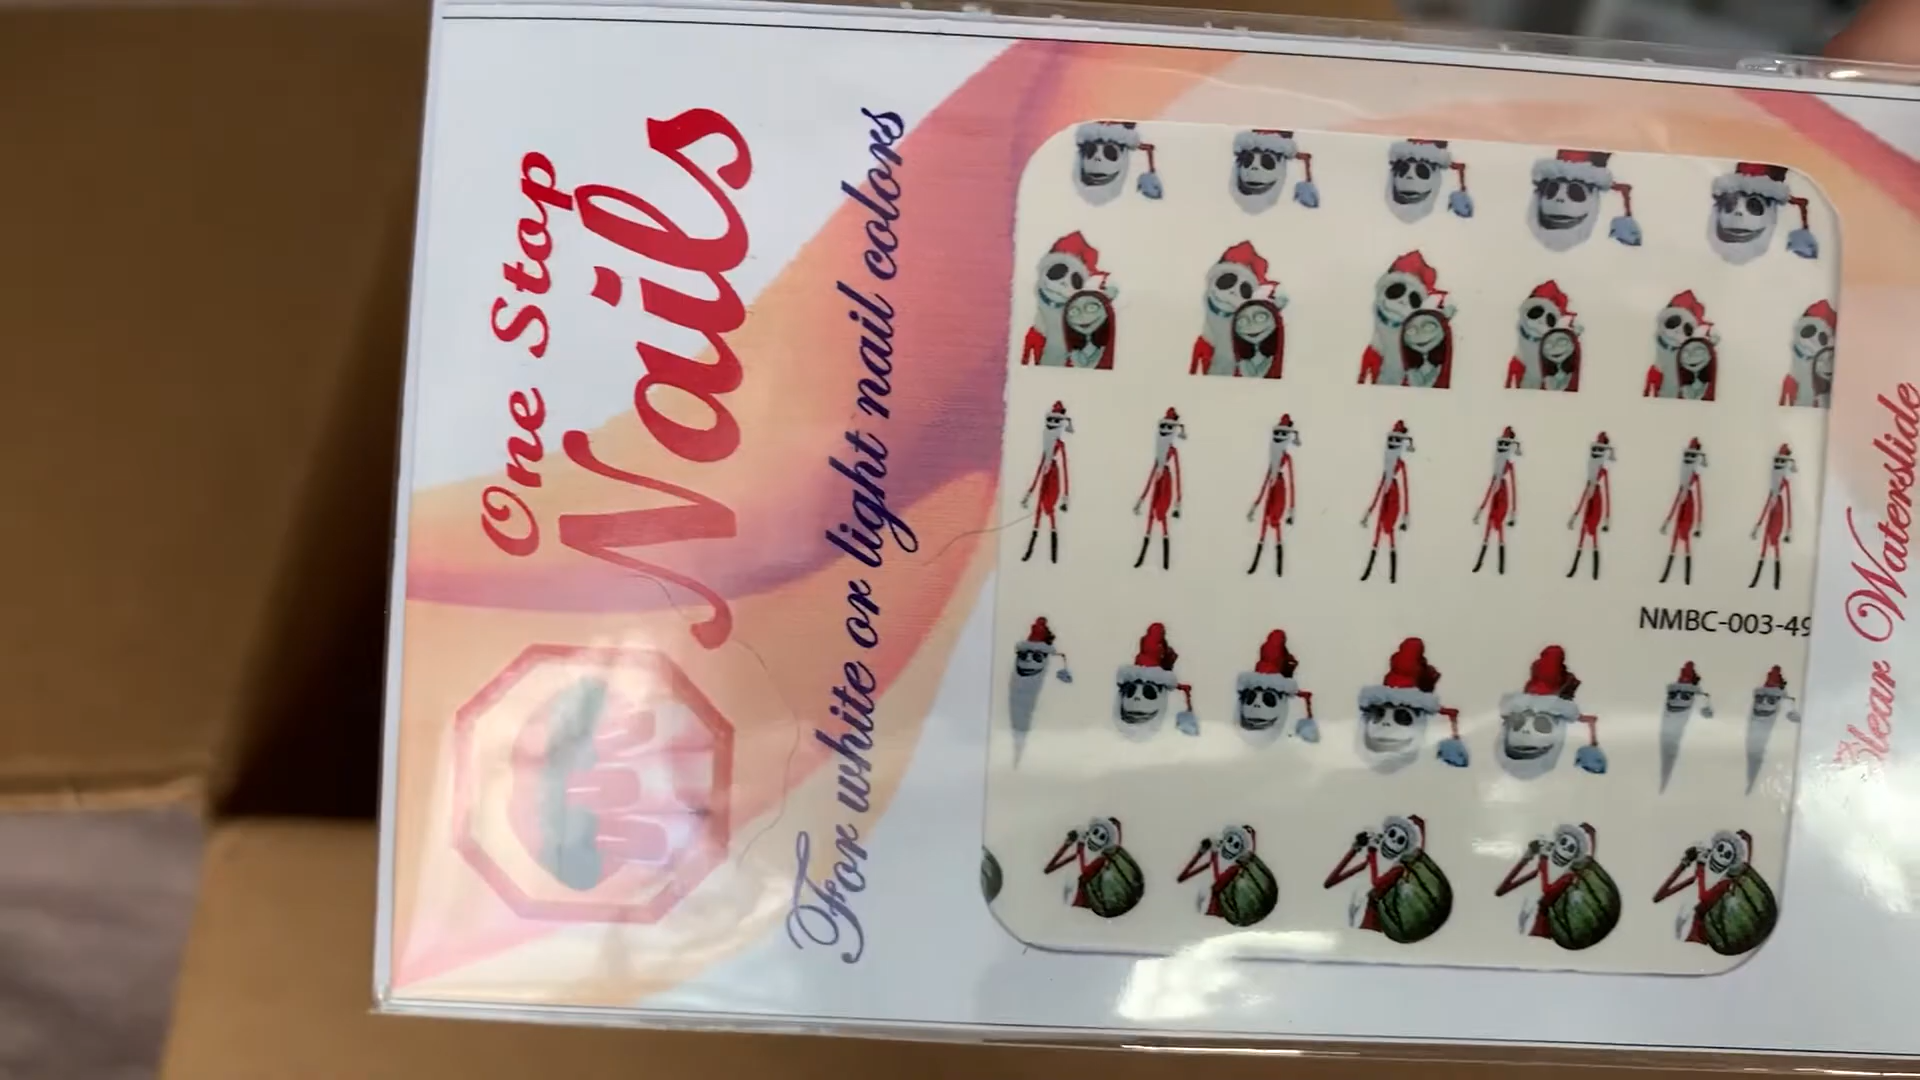 One Stop
Nails
For white or light nail colors
NMBC-003-49
Clear Waterslide